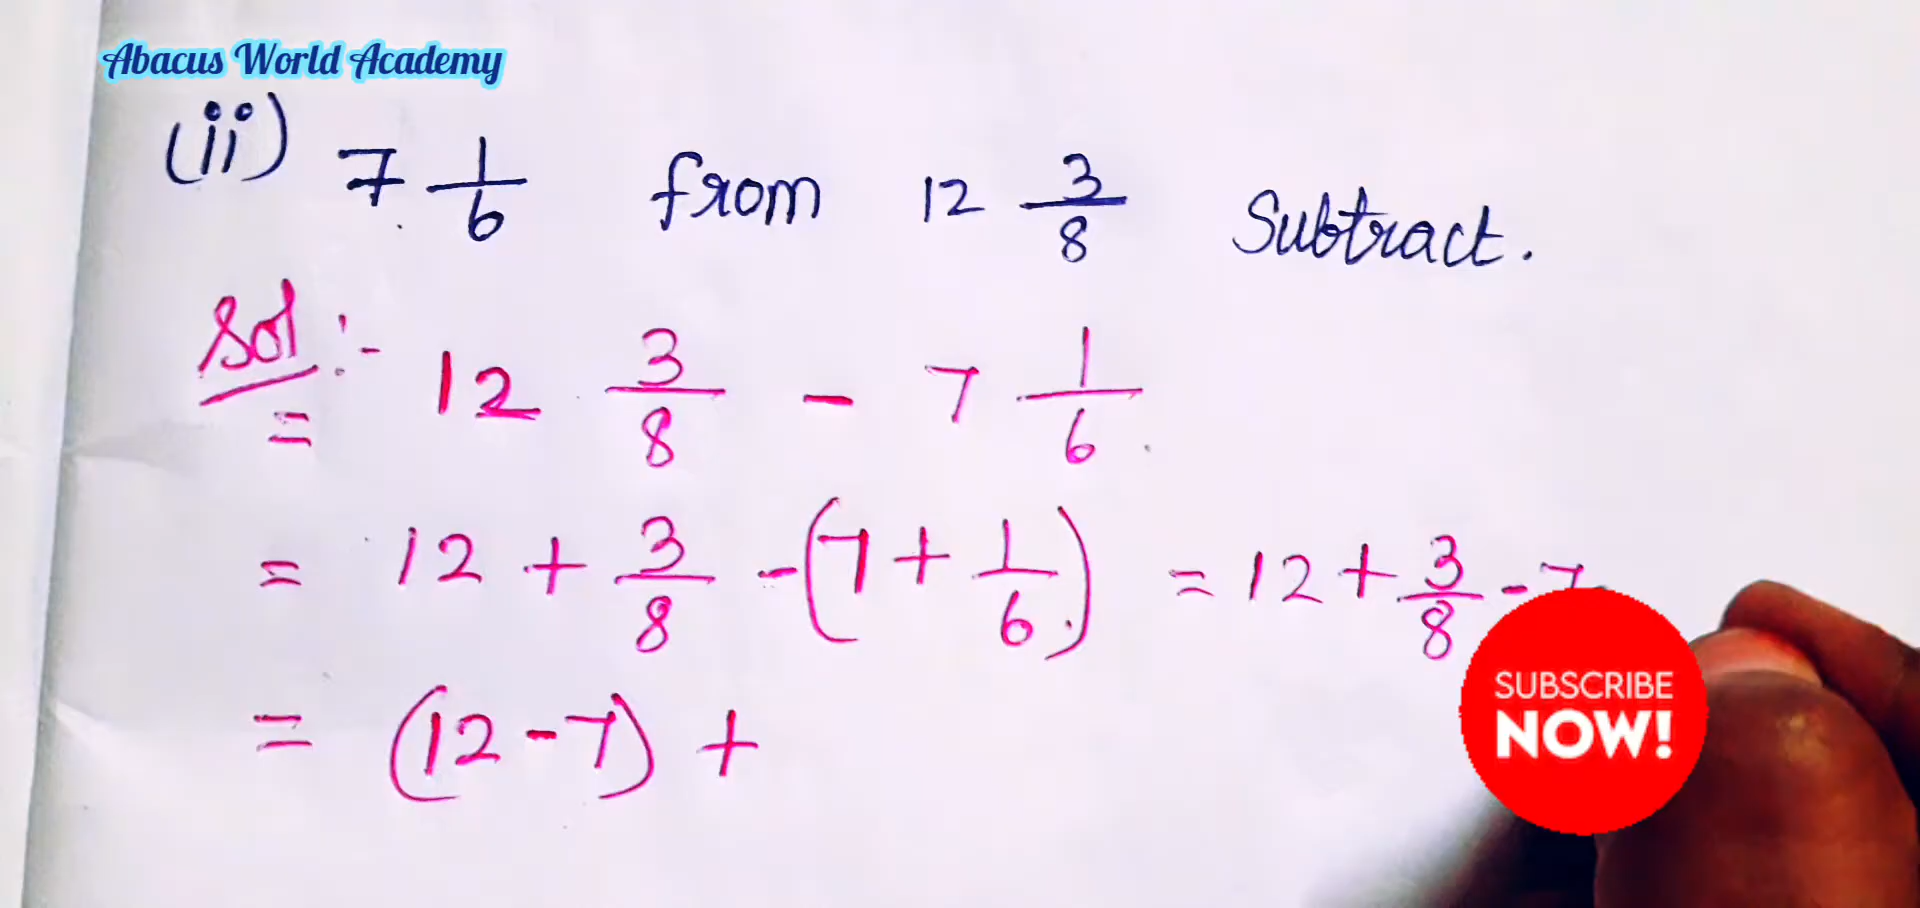 Abacus World Academy
(ii) 7 1/6 from 12 3/8 Subtract.
Sol :-
= 12 3/8 - 7 1/6
= 12 + 3/8 - (7 + 1/6) = 12 + 3/8 - 7
= (12 - 7) +
SUBSCRIBE
NOW!